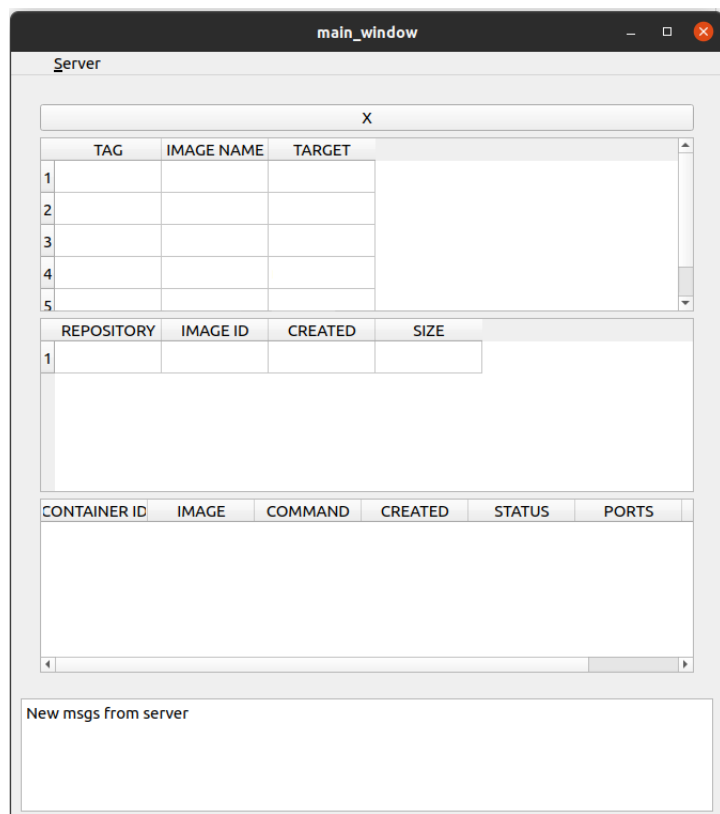 main_window
Server
X
TAG IMAGE NAME TARGET
1
2
3
4
5
REPOSITORY IMAGE ID CREATED SIZE
1
CONTAINER ID IMAGE COMMAND CREATED STATUS PORTS
New msgs from server